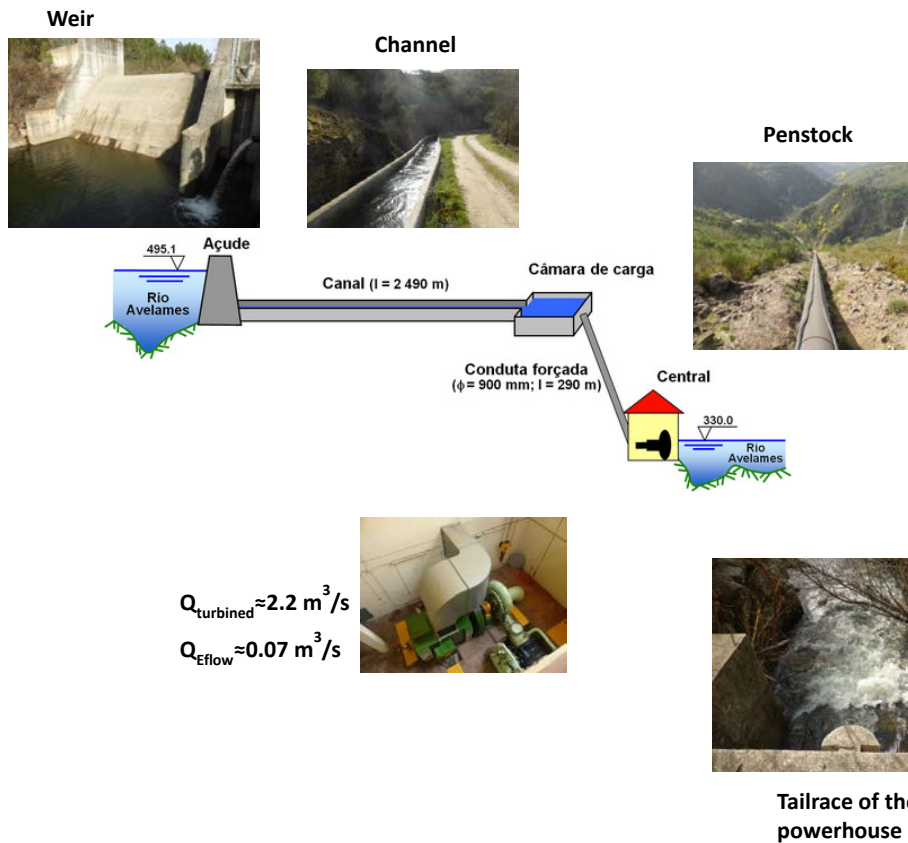 Weir
Channel
Penstock
495.1
Açude
Rio
Avelames
Canal (l = 2 490 m)
Câmara de carga
Conduta forçada
(ϕ = 900 mm; l = 290 m)
Central
330.0
Rio
Avelames
Qturbined≈2.2 m³/s
QEflow≈0.07 m³/s
Tailrace of the
powerhouse